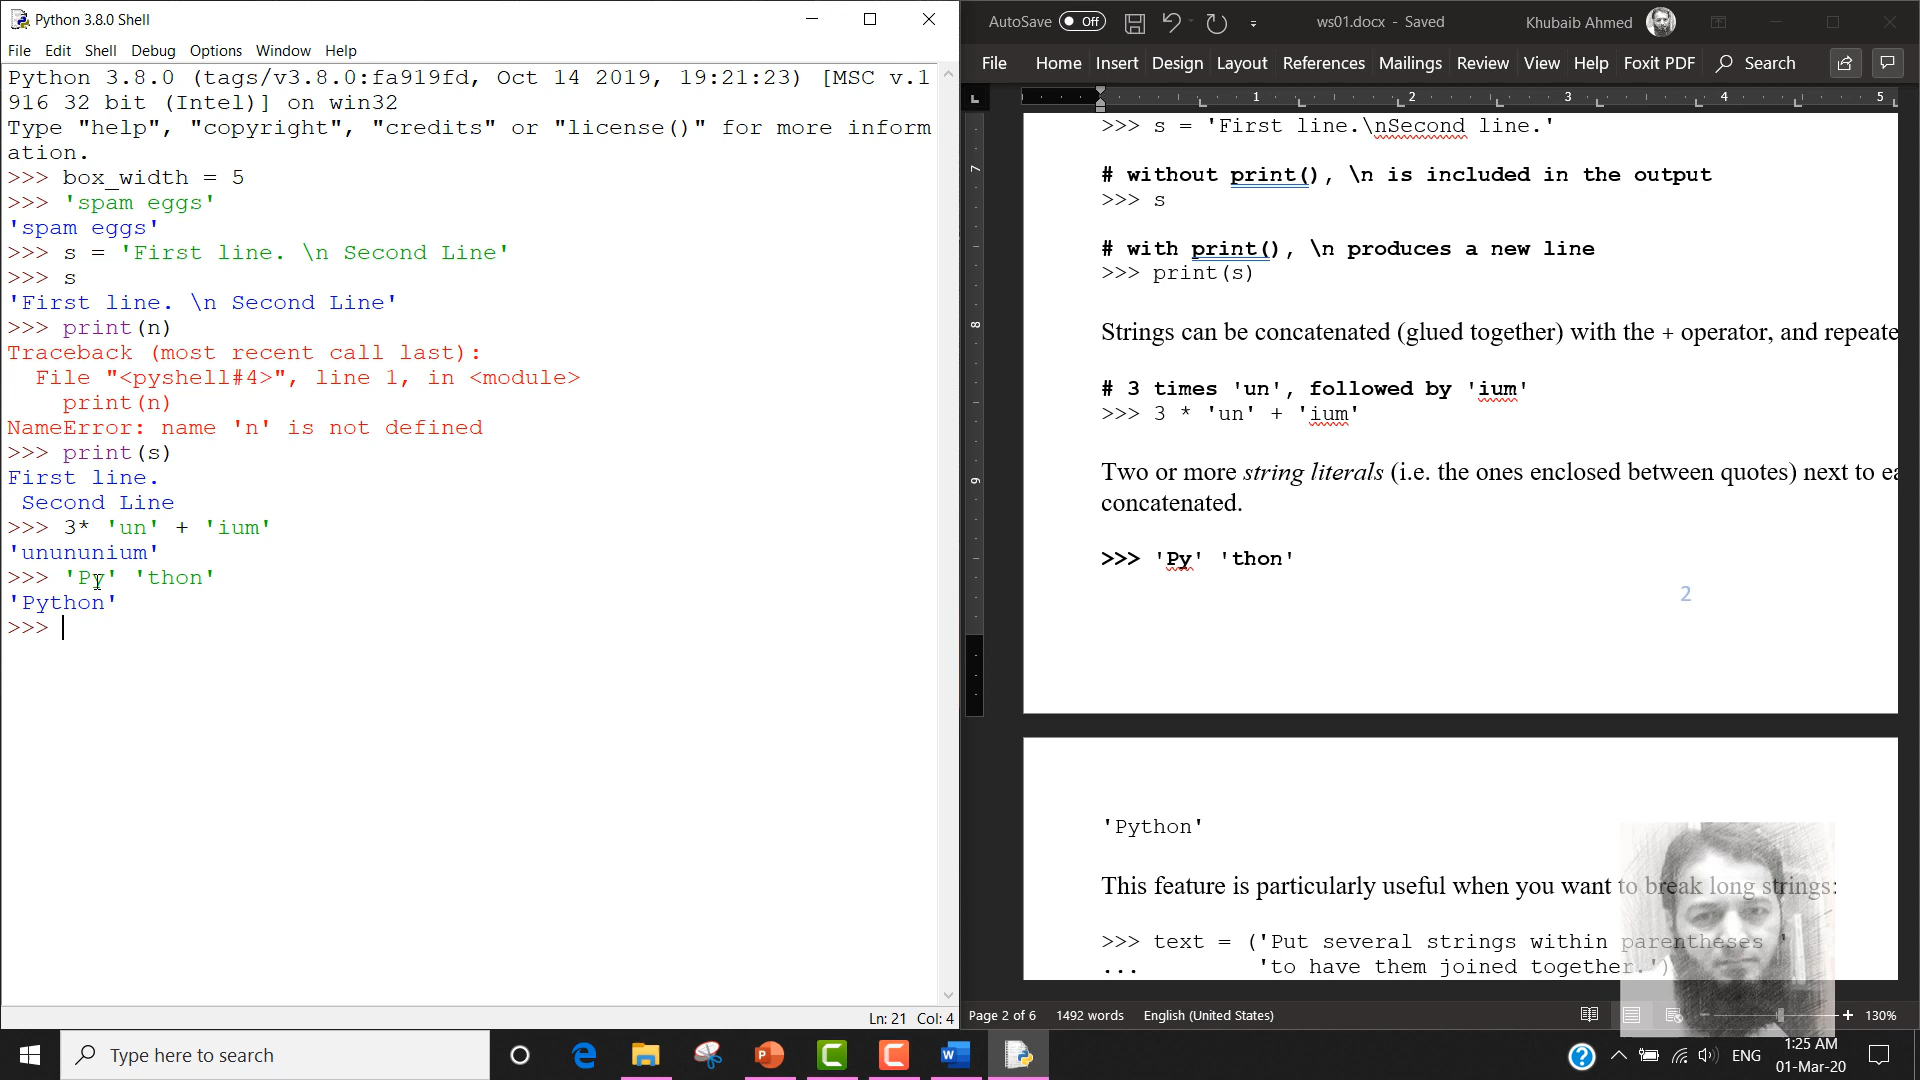 Python 3.8.0 Shell
File Edit Shell Debug Options Window Help
Python 3.8.0 (tags/v3.8.0:fa919fd, Oct 14 2019, 19:21:23) [MSC v.1
916 32 bit (Intel)] on win32
Type "help", "copyright", "credits" or "license()" for more inform
ation.
>>> box_width = 5
>>> 'spam eggs'
'spam eggs'
>>> s = 'First line. \n Second Line'
>>> s
'First line. \n Second Line'
>>> print(n)
Traceback (most recent call last):
  File "<pyshell#4>", line 1, in <module>
    print(n)
NameError: name 'n' is not defined
>>> print(s)
First line.
 Second Line
>>> 3* 'un' + 'ium'
'unununium'
>>> 'Py' 'thon'
'Python'
>>>
Ln: 21 Col: 4
AutoSave Off ws01.docx - Saved Khubaib Ahmed
File Home Insert Design Layout References Mailings Review View Help Foxit PDF Search
1 2 3 4 5
7
8
9
>>> s = 'First line.\nSecond line.'
# without print(), \n is included in the output
>>> s
# with print(), \n produces a new line
>>> print(s)
Strings can be concatenated (glued together) with the + operator, and repeate
# 3 times 'un', followed by 'ium'
>>> 3 * 'un' + 'ium'
Two or more string literals (i.e. the ones enclosed between quotes) next to ea
concatenated.
>>> 'Py' 'thon'
2
'Python'
This feature is particularly useful when you want to break long strings:
>>> text = ('Put several strings within parentheses '
... 'to have them joined together.')
Page 2 of 6 1492 words English (United States) 130%
Type here to search
ENG
1:25 AM
01-Mar-20